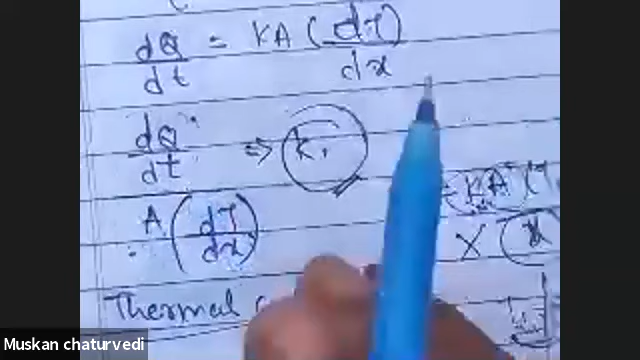 dQ/dt = KA (dT/dx)
dQ/dt ⇒ K.
A (dT/dx)
Thermal
Muskan chaturvedi